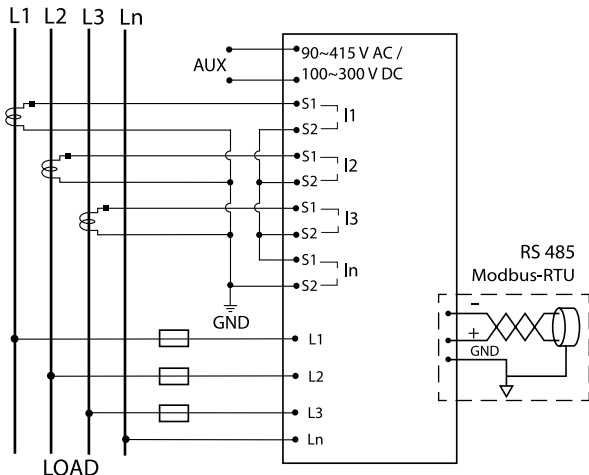 L1 L2 L3 Ln
AUX
90~415 V AC /
100~300 V DC
S1
I1
S2
S1
I2
S2
S1
I3
S2
S1
In
S2
GND
L1
L2
L3
Ln
LOAD
RS 485
Modbus-RTU
-
+
GND